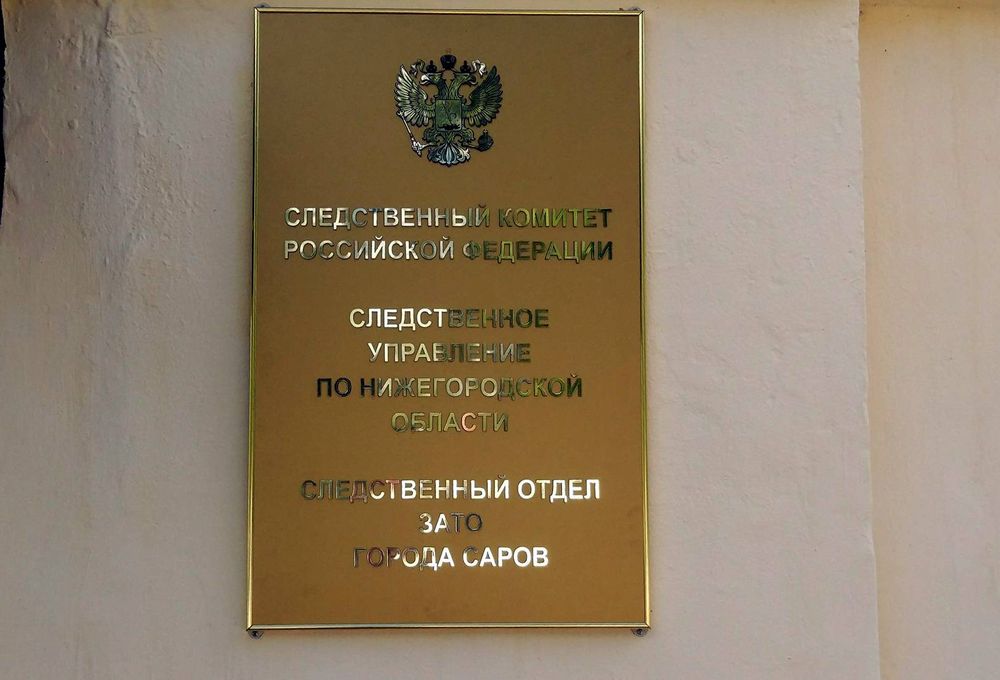 СЛЕДСТВЕННЫЙ КОМИТЕТ
РОССИЙСКОЙ ФЕДЕРАЦИИ
СЛЕДСТВЕННОЕ
УПРАВЛЕНИЕ
ПО НИЖЕГОРОДСКОЙ
ОБЛАСТИ
СЛЕДСТВЕННЫЙ ОТДЕЛ
ЗАТО
ГОРОДА САРОВ